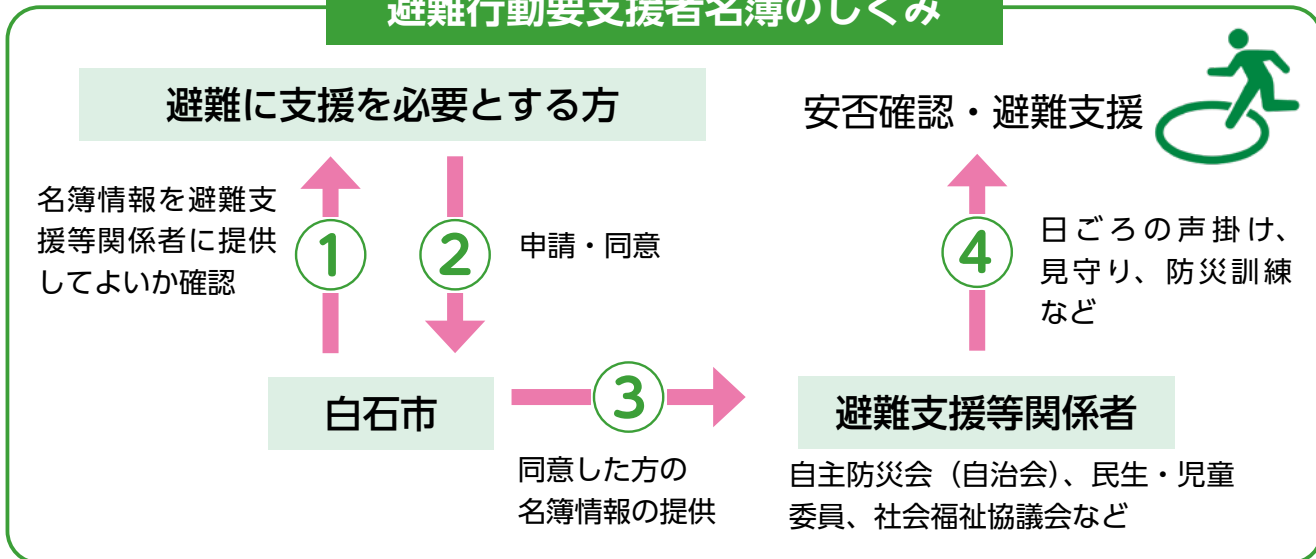 避難行動要支援者名簿のしくみ
避難に支援を必要とする方
安否確認・避難支援
名簿情報を避難支
援等関係者に提供
してよいか確認
1
2
申請・同意
4
日ごろの声掛け、
見守り、防災訓練
など
白石市
3
同意した方の
名簿情報の提供
避難支援等関係者
自主防災会（自治会）、民生・児童
委員、社会福祉協議会など